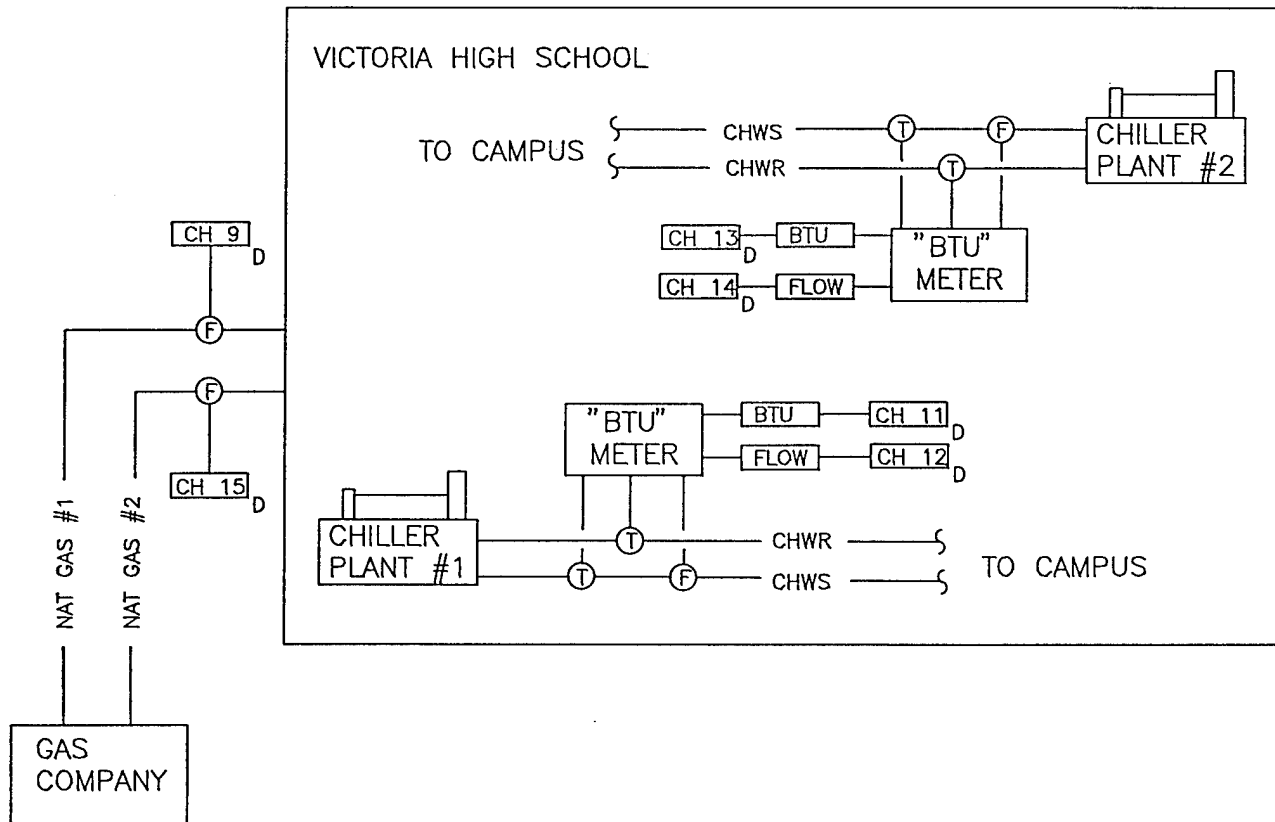 VICTORIA HIGH SCHOOL
TO CAMPUS
CHWS
T
F
CHWR
T
CHILLER
PLANT #2
CH 9
D
CH 13
D
BTU
CH 14
D
FLOW
"BTU"
METER
F
F
CH 15
D
NAT GAS #1
NAT GAS #2
"BTU"
METER
BTU
CH 11
D
FLOW
CH 12
D
CHILLER
PLANT #1
T
CHWR
T
F
CHWS
TO CAMPUS
GAS
COMPANY